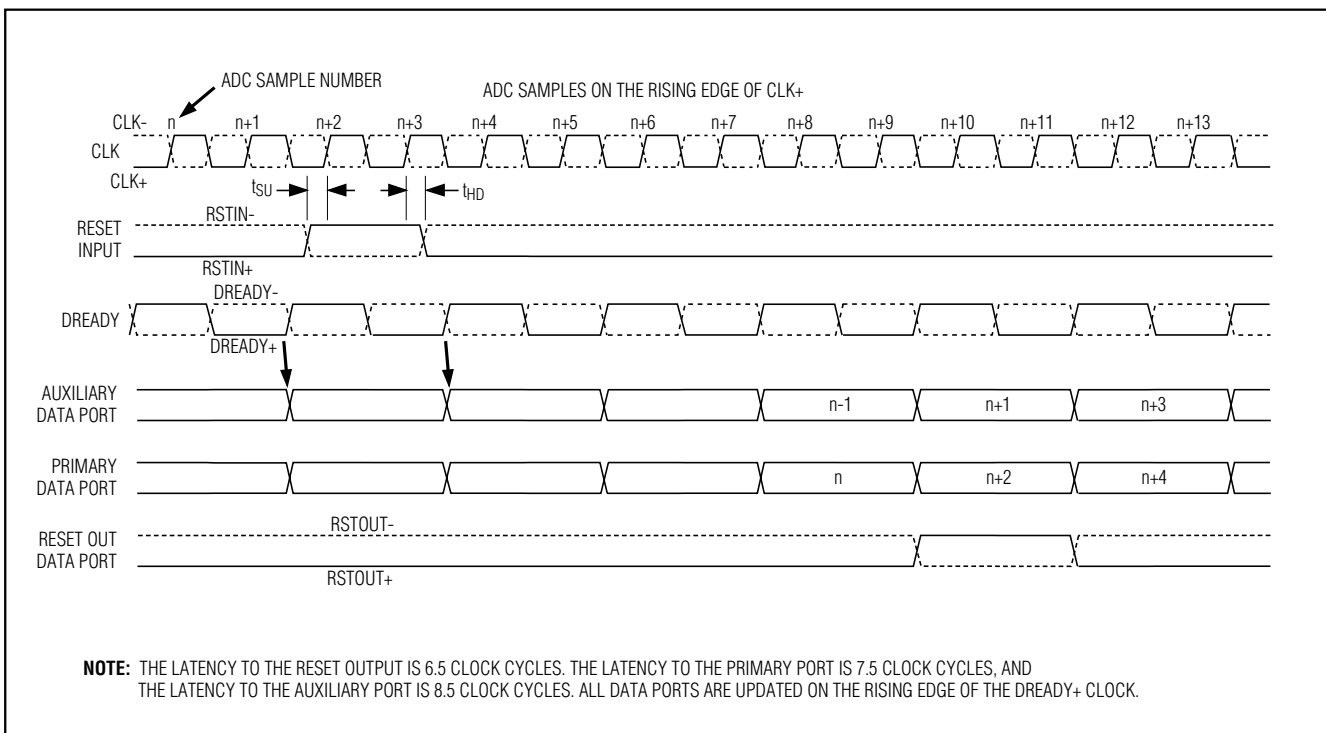 ADC SAMPLE NUMBER
ADC SAMPLES ON THE RISING EDGE OF CLK+
CLK- n n+1 n+2 n+3 n+4 n+5 n+6 n+7 n+8 n+9 n+10 n+11 n+12 n+13
CLK
CLK+
tSU tHD
RSTIN-
RESET
INPUT
RSTIN+
DREADY-
DREADY
DREADY+
AUXILIARY
DATA PORT
n-1 n+1 n+3
PRIMARY
DATA PORT
n n+2 n+4
RSTOUT-
RESET OUT
DATA PORT
RSTOUT+
NOTE: THE LATENCY TO THE RESET OUTPUT IS 6.5 CLOCK CYCLES. THE LATENCY TO THE PRIMARY PORT IS 7.5 CLOCK CYCLES, AND
THE LATENCY TO THE AUXILIARY PORT IS 8.5 CLOCK CYCLES. ALL DATA PORTS ARE UPDATED ON THE RISING EDGE OF THE DREADY+ CLOCK.